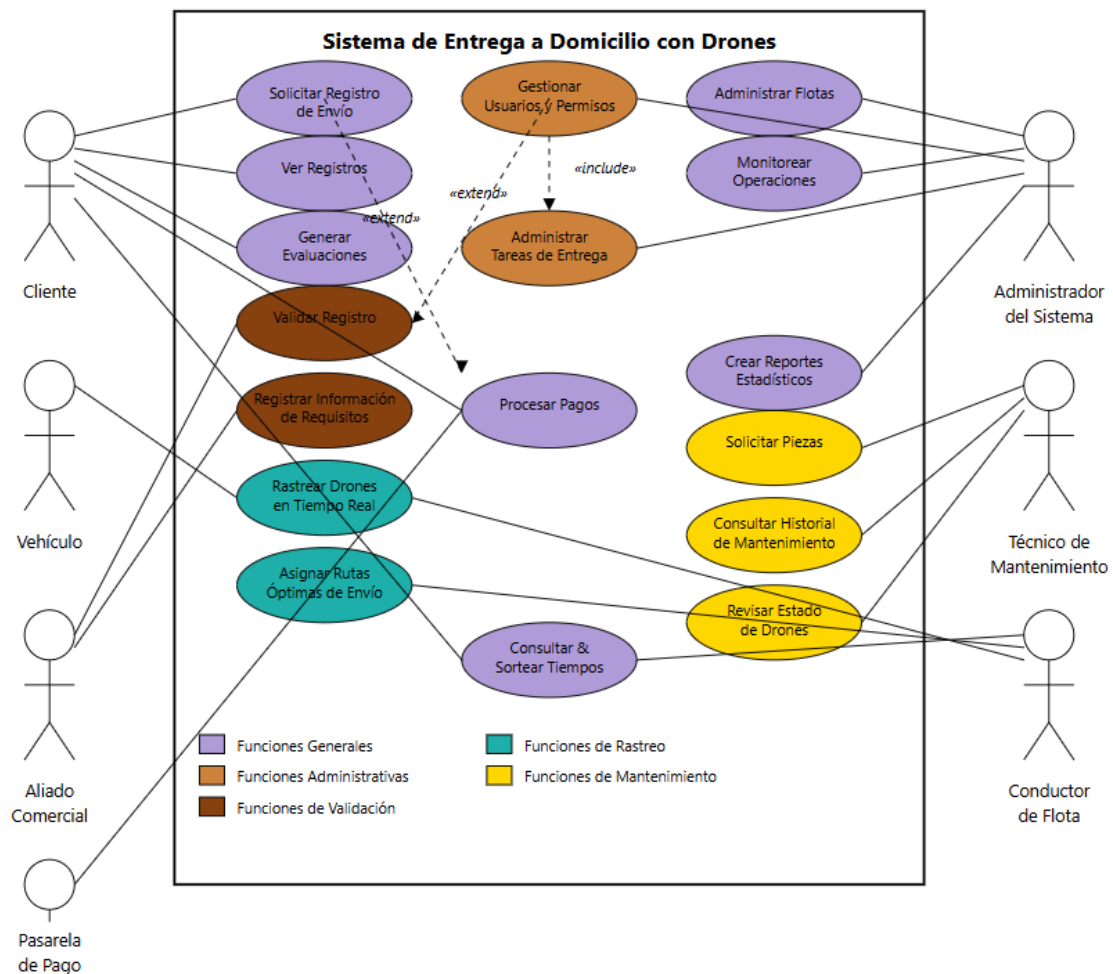 Sistema de Entrega a Domicilio con Drones
Solicitar Registro
de Envío
Gestionar
Usuarios y Permisos
Administrar Flotas
Ver Registros
«include»
Monitorear
Operaciones
«extend»
«extend»
Generar
Evaluaciones
Administrar
Tareas de Entrega
Cliente
Administrador
del Sistema
Validar Registro
Crear Reportes
Estadísticos
Registrar Información
de Requisitos
Procesar Pagos
Solicitar Piezas
Rastrear Drones
en Tiempo Real
Consultar Historial
de Mantenimiento
Vehículo
Técnico de
Mantenimiento
Asignar Rutas
Óptimas de Envío
Revisar Estado
de Drones
Consultar &
Sortear Tiempos
Funciones Generales
Funciones de Rastreo
Funciones Administrativas
Funciones de Mantenimiento
Funciones de Validación
Aliado
Comercial
Conductor
de Flota
Pasarela
de Pago